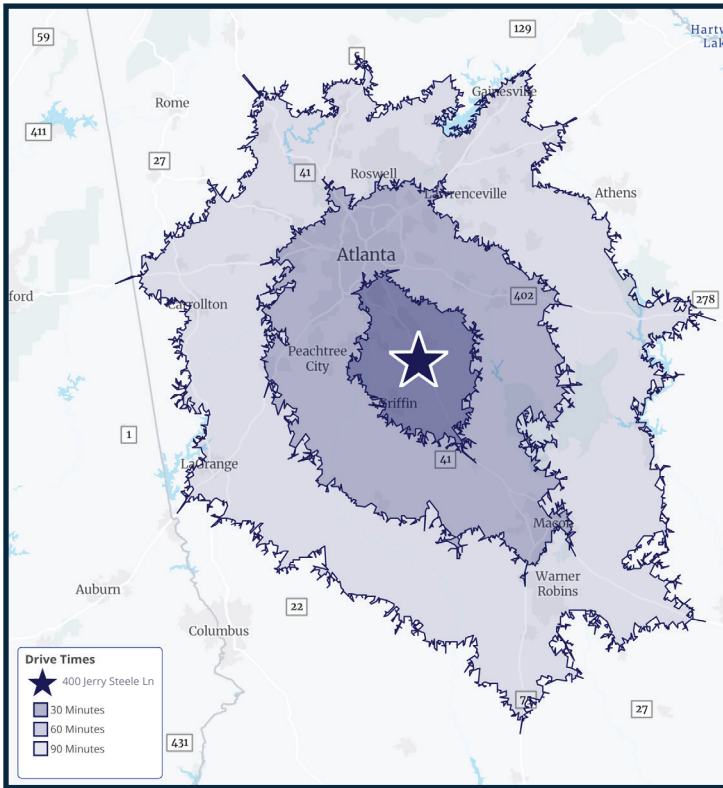 59
129
Hartw
Lak
6
Gainesville
Rome
411
27
41
Roswell
Lawrenceville
Athens
Atlanta
402
278
ford
Carrollton
Peachtree
City
Griffin
1
41
LaGrange
Macon
Auburn
22
Warner
Robins
Columbus
75
27
431
Drive Times
400 Jerry Steele Ln
30 Minutes
60 Minutes
90 Minutes